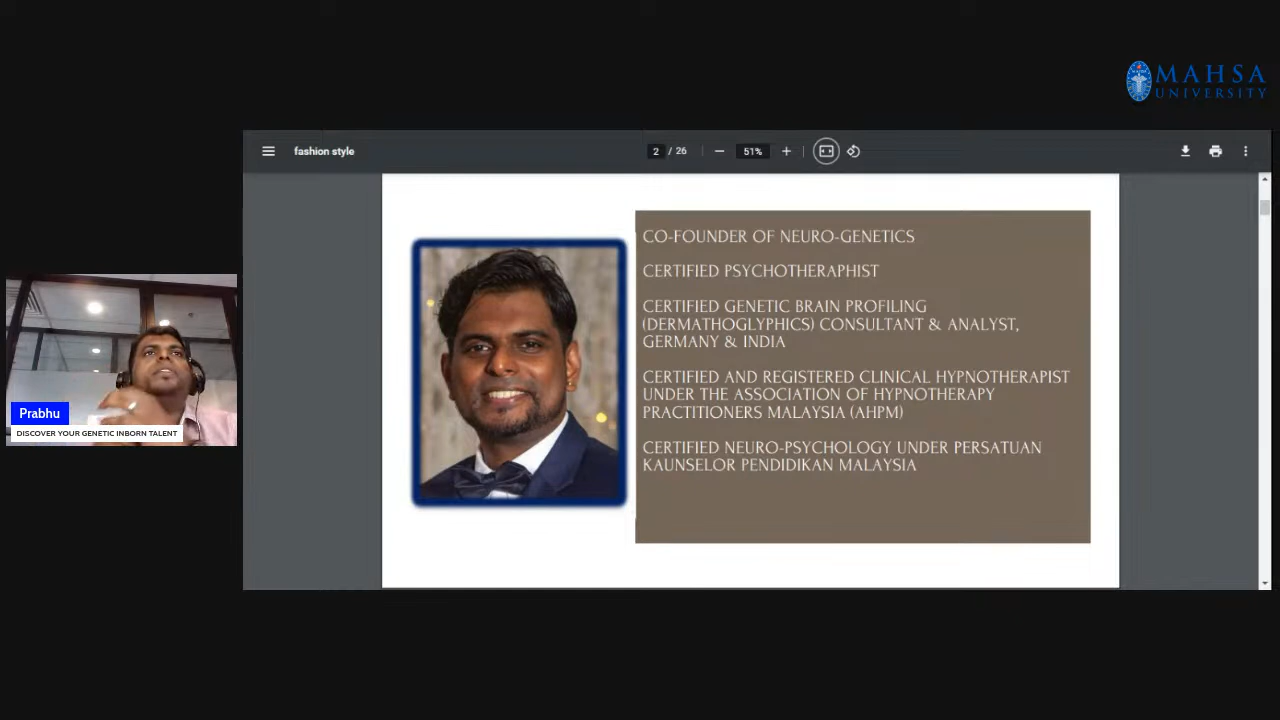 MAHSA
UNIVERSITY
fashion style
2 / 26
51%
CO-FOUNDER OF NEURO-GENETICS
CERTIFIED PSYCHOTHERAPHIST
CERTIFIED GENETIC BRAIN PROFILING
(DERMATHOGLYPHICS) CONSULTANT & ANALYST,
GERMANY & INDIA
CERTIFIED AND REGISTERED CLINICAL HYPNOTHERAPIST
UNDER THE ASSOCIATION OF HYPNOTHERAPY
PRACTITIONERS MALAYSIA (AHPM)
CERTIFIED NEURO-PSYCHOLOGY UNDER PERSATUAN
KAUNSELOR PENDIDIKAN MALAYSIA
Prabhu
DISCOVER YOUR GENETIC INBORN TALENT